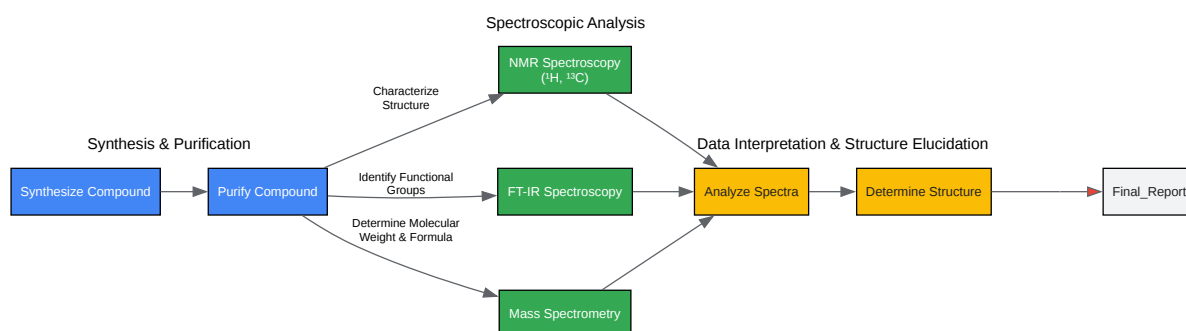 Spectroscopic Analysis
NMR Spectroscopy
(¹H, ¹³C)
Characterize
Structure
Synthesis & Purification
Data Interpretation & Structure Elucidation
Synthesize Compound
Purify Compound
Identify Functional
Groups
FT-IR Spectroscopy
Analyze Spectra
Determine Structure
Final_Report
Determine Molecular
Weight & Formula
Mass Spectrometry